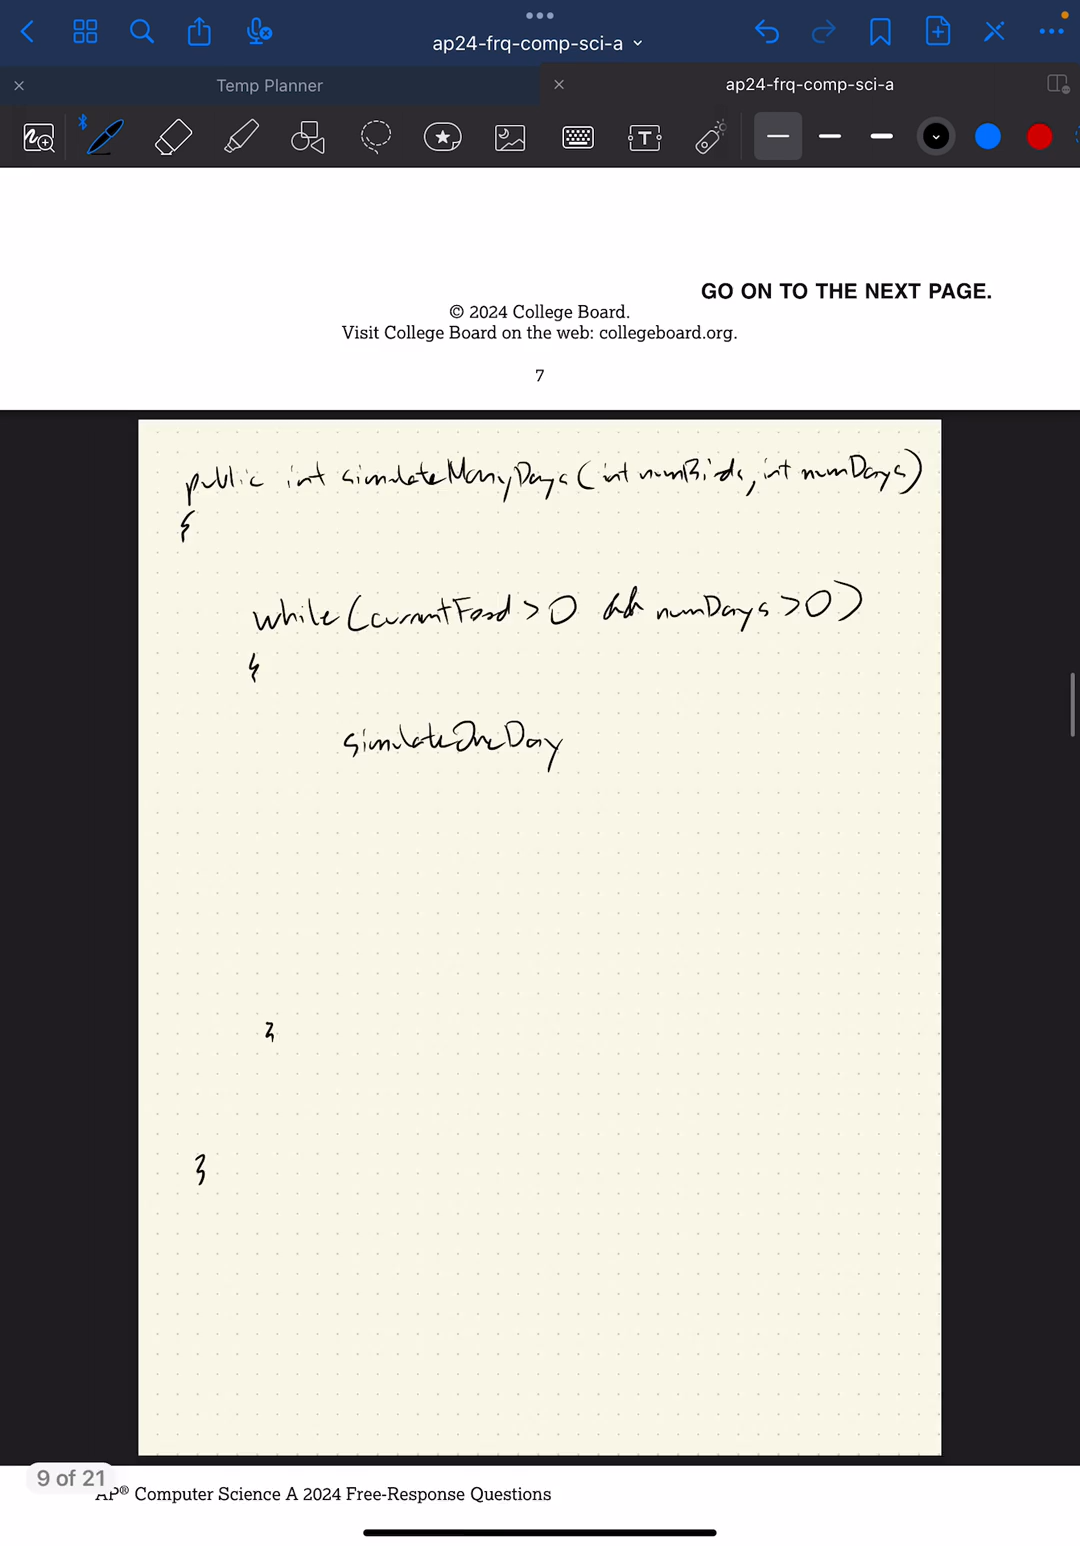 ap24-frq-comp-sci-a
Temp Planner
ap24-frq-comp-sci-a
T
GO ON TO THE NEXT PAGE.
© 2024 College Board.
Visit College Board on the web: collegeboard.org.
7
public int simulateManyDays(int numBirds, int numDays)
{
while(currentFood > 0 && numDays > 0)
{
simulateOneDay
}
}
9 of 21
AP® Computer Science A 2024 Free-Response Questions